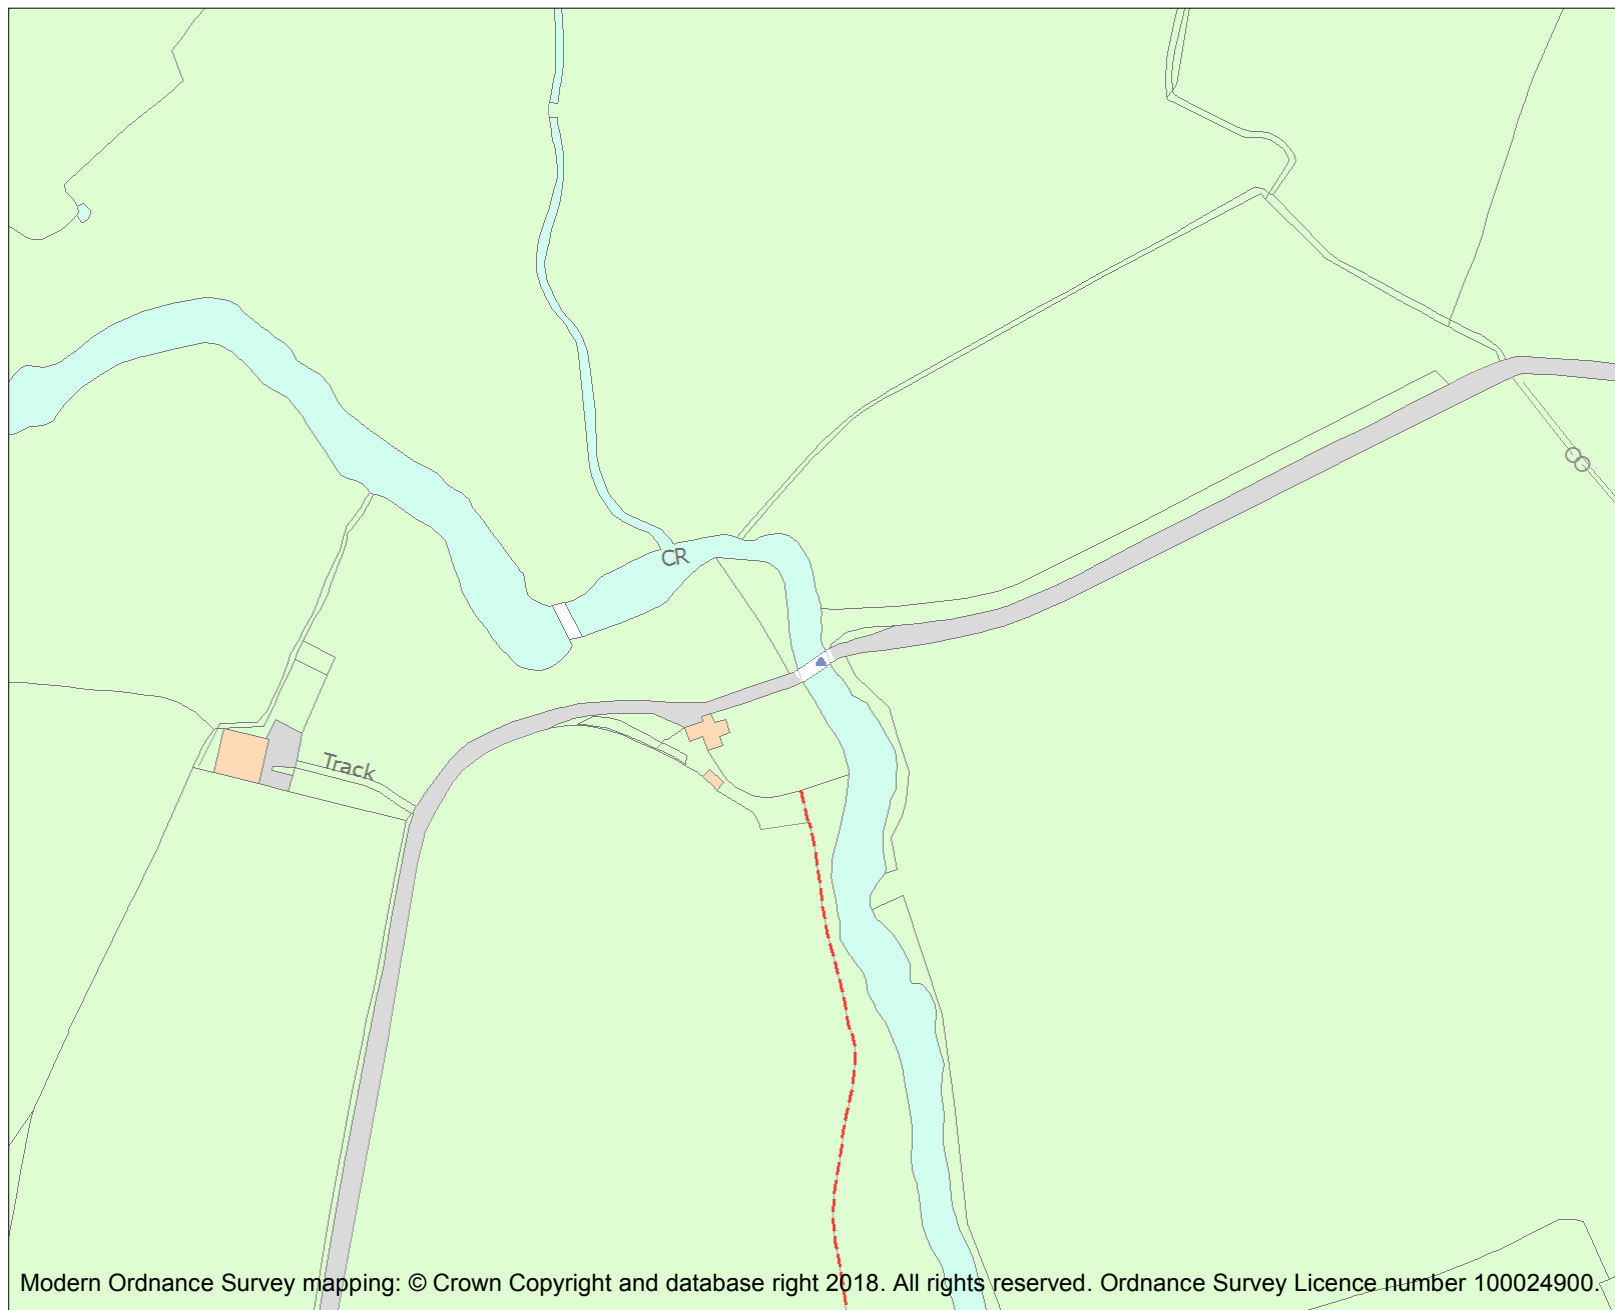 CR
Track
Modern Ordnance Survey mapping: © Crown Copyright and database right 2018. All rights reserved. Ordnance Survey Licence number 100024900.